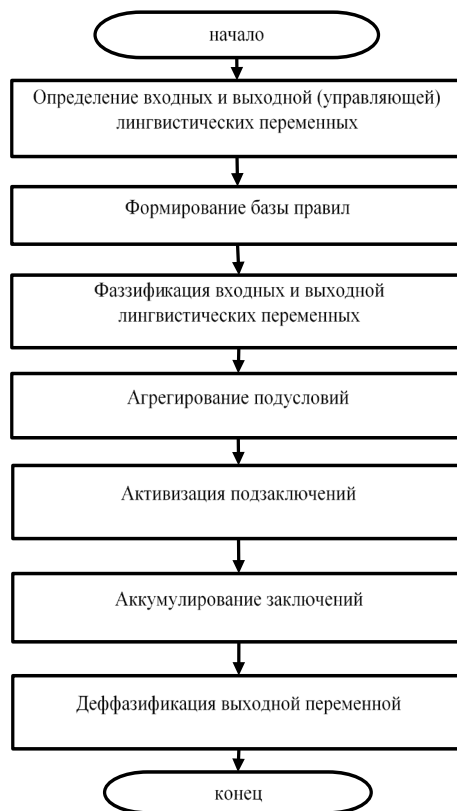 начало
Определение входных и выходной (управляющей)
лингвистических переменных
Формирование базы правил
Фаззификация входных и выходной
лингвистических переменных
Агрегирование подусловий
Активизация подзаключений
Аккумулирование заключений
Деффазификация выходной переменной
конец